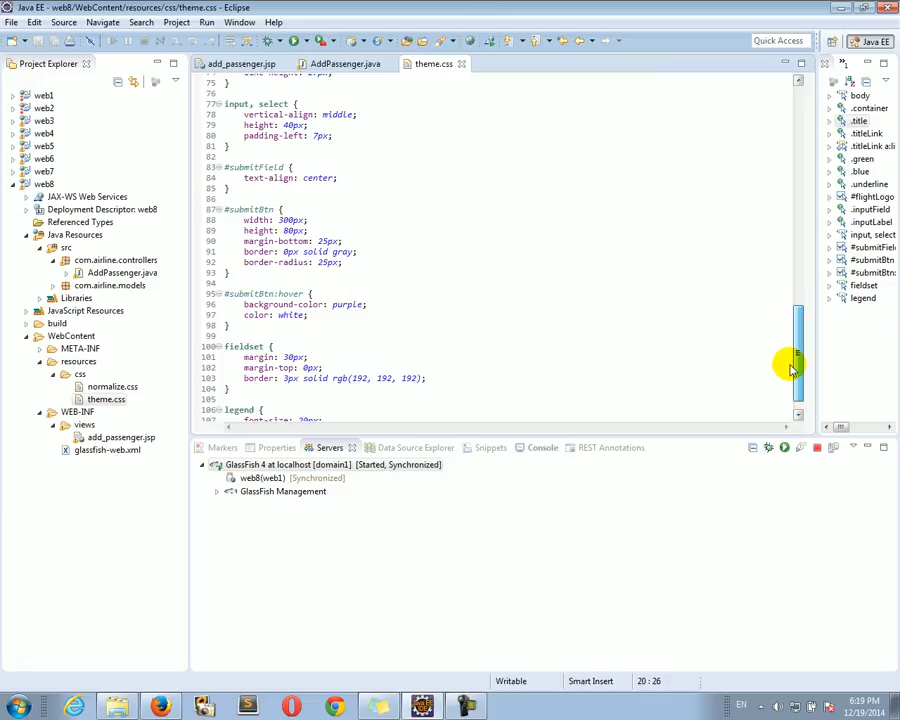 Java EE - web8/WebContent/resources/css/theme.css - Eclipse
File Edit Source Navigate Search Project Run Window Help
Quick Access
Java EE
Project Explorer
add_passenger.jsp
AddPassenger.java
theme.css
web1
web2
web3
web4
web5
web6
web7
web8
JAX-WS Web Services
Deployment Descriptor: web8
Referenced Types
Java Resources
src
com.airline.controllers
AddPassenger.java
com.airline.models
Libraries
JavaScript Resources
build
WebContent
META-INF
resources
css
normalize.css
theme.css
WEB-INF
views
add_passenger.jsp
glassfish-web.xml
75 }
76
77 input, select {
78 vertical-align: middle;
79 height: 40px;
80 padding-left: 7px;
81 }
82
83 #submitField {
84 text-align: center;
85 }
86
87 #submitBtn {
88 width: 300px;
89 height: 80px;
90 margin-bottom: 25px;
91 border: 0px solid gray;
92 border-radius: 25px;
93 }
94
95 #submitBtn:hover {
96 background-color: purple;
97 color: white;
98 }
99
100 fieldset {
101 margin: 30px;
102 margin-top: 0px;
103 border: 3px solid rgb(192, 192, 192);
104 }
105
106 legend {
107 font-size: 20px;
body
.container
.title
.titleLink
.titleLink a:li
.green
.blue
.underline
#flightLogo
.inputField
.inputLabel
input, select
#submitFiel
#submitBtn
#submitBtn:
fieldset
legend
Markers Properties Servers Data Source Explorer Snippets Console REST Annotations
GlassFish 4 at localhost [domain1] [Started, Synchronized]
web8(web1) [Synchronized]
GlassFish Management
Writable
Smart Insert
20 : 26
EN
6:19 PM
12/19/2014